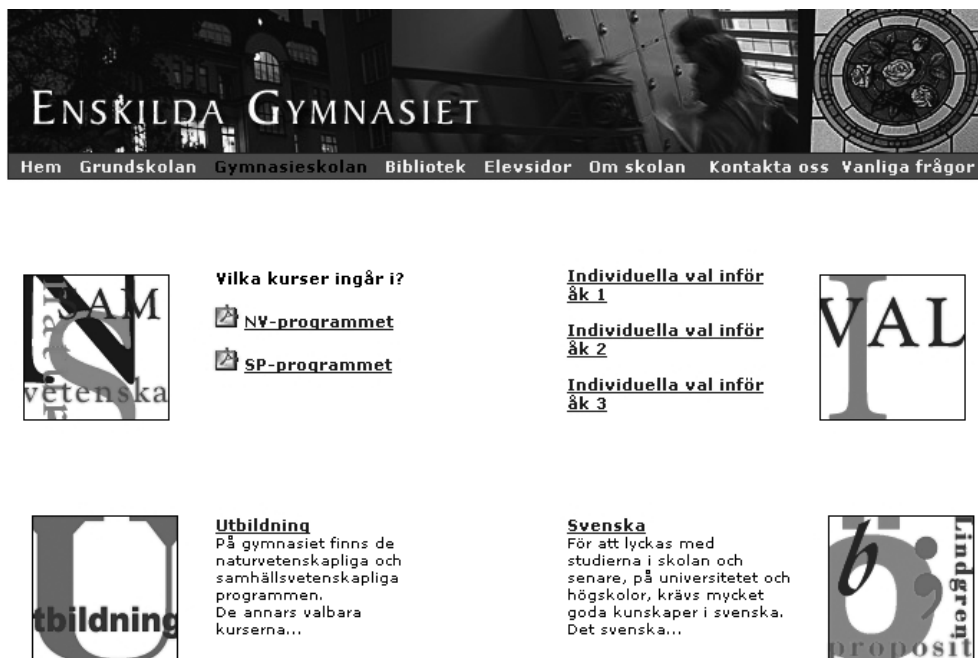 ENSKILDA GYMNASIET
Hem Grundskolan Gymnasieskolan Bibliotek Elevsidor Om skolan Kontakta oss Vanliga frågor
SAM
vetenska
Vilka kurser ingår i?
NV-programmet
SP-programmet
Individuella val inför
åk 1
Individuella val inför
åk 2
Individuella val inför
åk 3
VAL
I
Utbildning
tbildning
På gymnasiet finns de
naturvetenskapliga och
samhällsvetenskapliga
programmen.
De annars valbara
kurserna...
Svenska
För att lyckas med
studierna i skolan och
senare, på universitetet och
högskolor, krävs mycket
goda kunskaper i svenska.
Det svenska...
b
ö
;
Lindgren
proposit